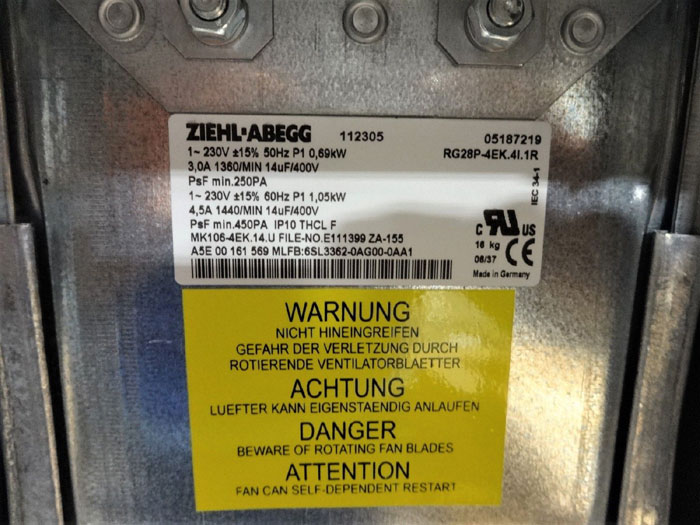 ZIEHL-ABEGG 112305 05187219
1~ 230V ±15% 50Hz P1 0,69kW RG28P-4EK.4I.1R
3,0A 1360/MIN 14uF/400V
PsF min.250PA
1~ 230V ±15% 60Hz P1 1,05kW
4,5A 1440/MIN 14uF/400V
PsF min.450PA IP10 THCL F
MK106-4EK.14.U FILE-NO.E111399 ZA-155
A5E 00 161 569 MLFB:6SL3362-0AG00-0AA1
IEC 34-1
C RU US
16 kg CE
06/37
Made in Germany
WARNUNG
NICHT HINEINGREIFEN
GEFAHR DER VERLETZUNG DURCH
ROTIERENDE VENTILATORBLAETTER
ACHTUNG
LUEFTER KANN EIGENSTAENDIG ANLAUFEN
DANGER
BEWARE OF ROTATING FAN BLADES
ATTENTION
FAN CAN SELF-DEPENDENT RESTART